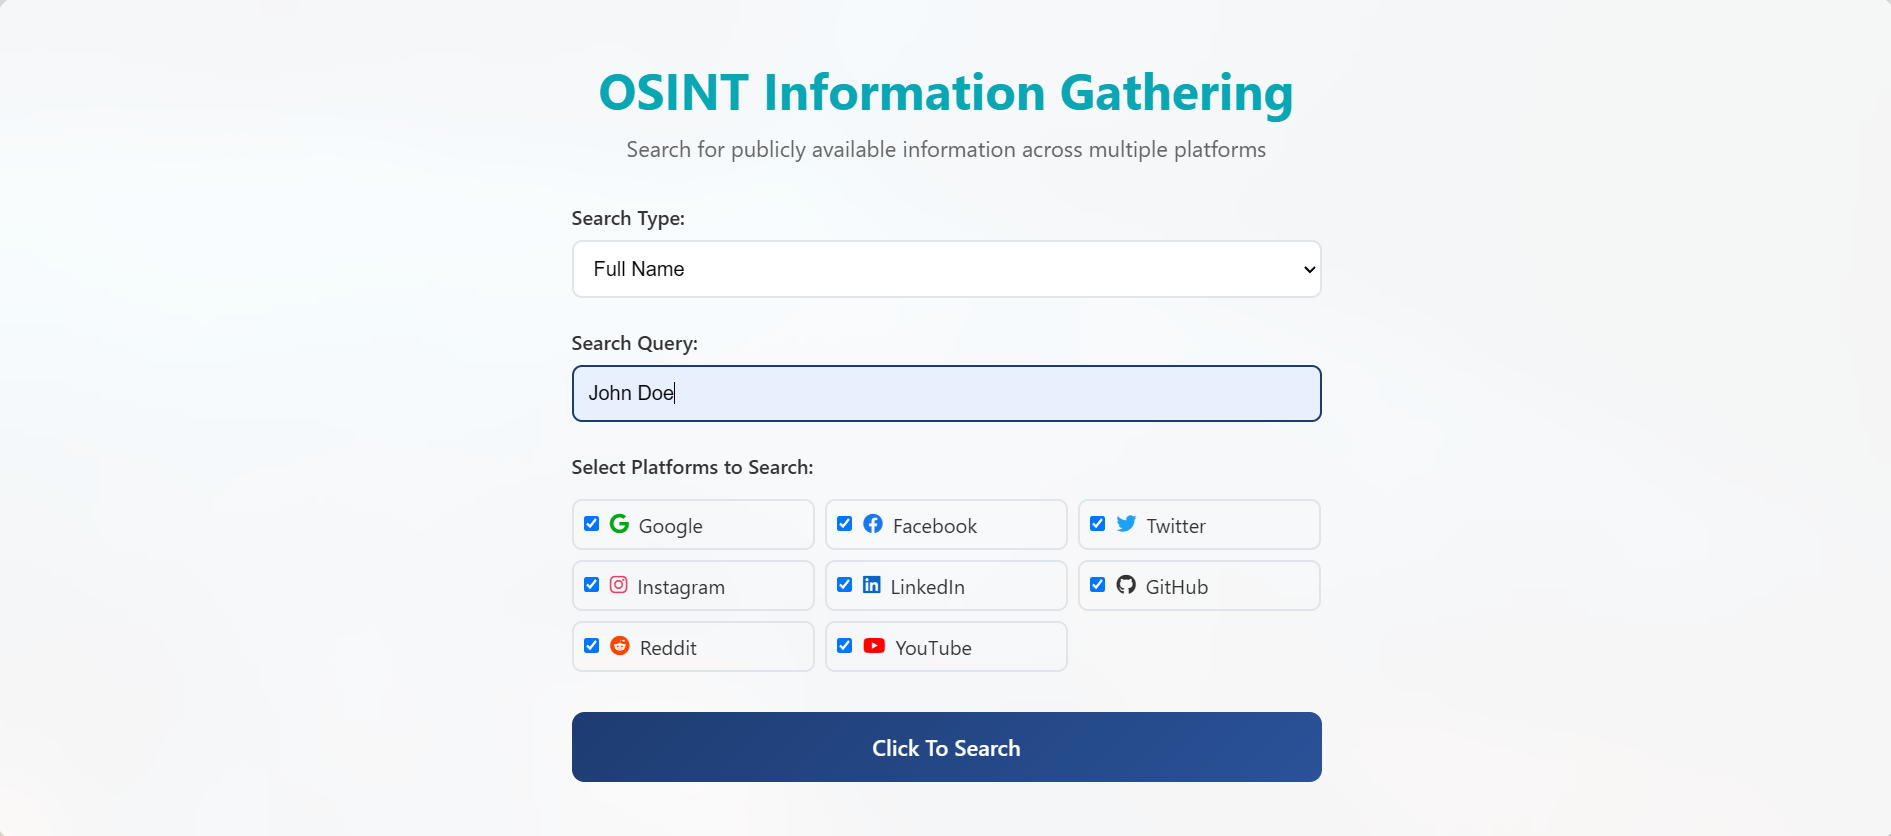 OSINT Information Gathering
Search for publicly available information across multiple platforms
Search Type:
Full Name
Search Query:
John Doe
Select Platforms to Search:
Google
Facebook
Twitter
Instagram
LinkedIn
GitHub
Reddit
YouTube
Click To Search